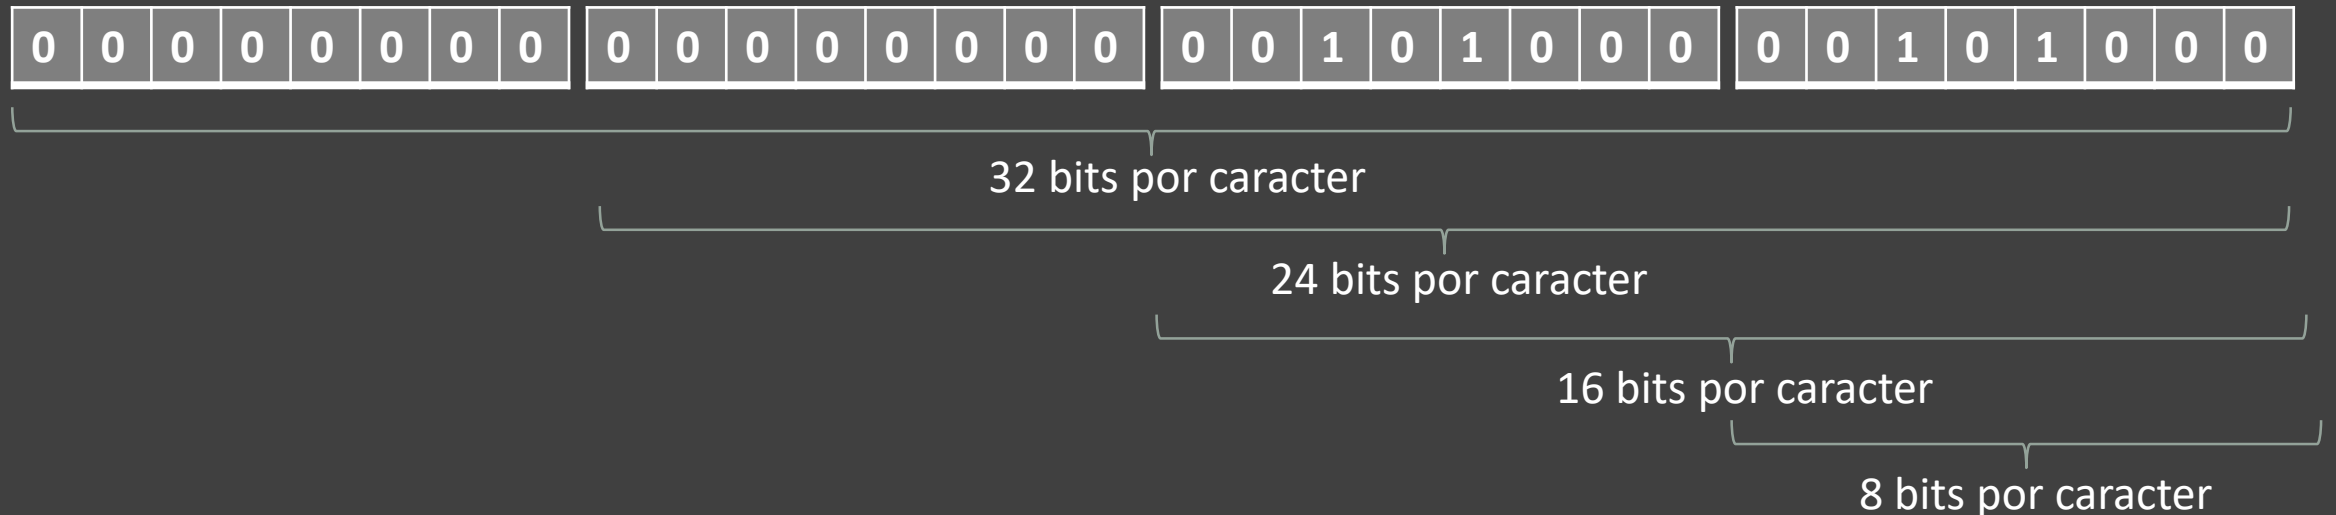 0 0 0 0 0 0 0 0 0 0 0 0 0 0 0 0 0 0 1 0 1 0 0 0 0 0 1 0 1 0 0 0
32 bits por caracter
24 bits por caracter
16 bits por caracter
8 bits por caracter